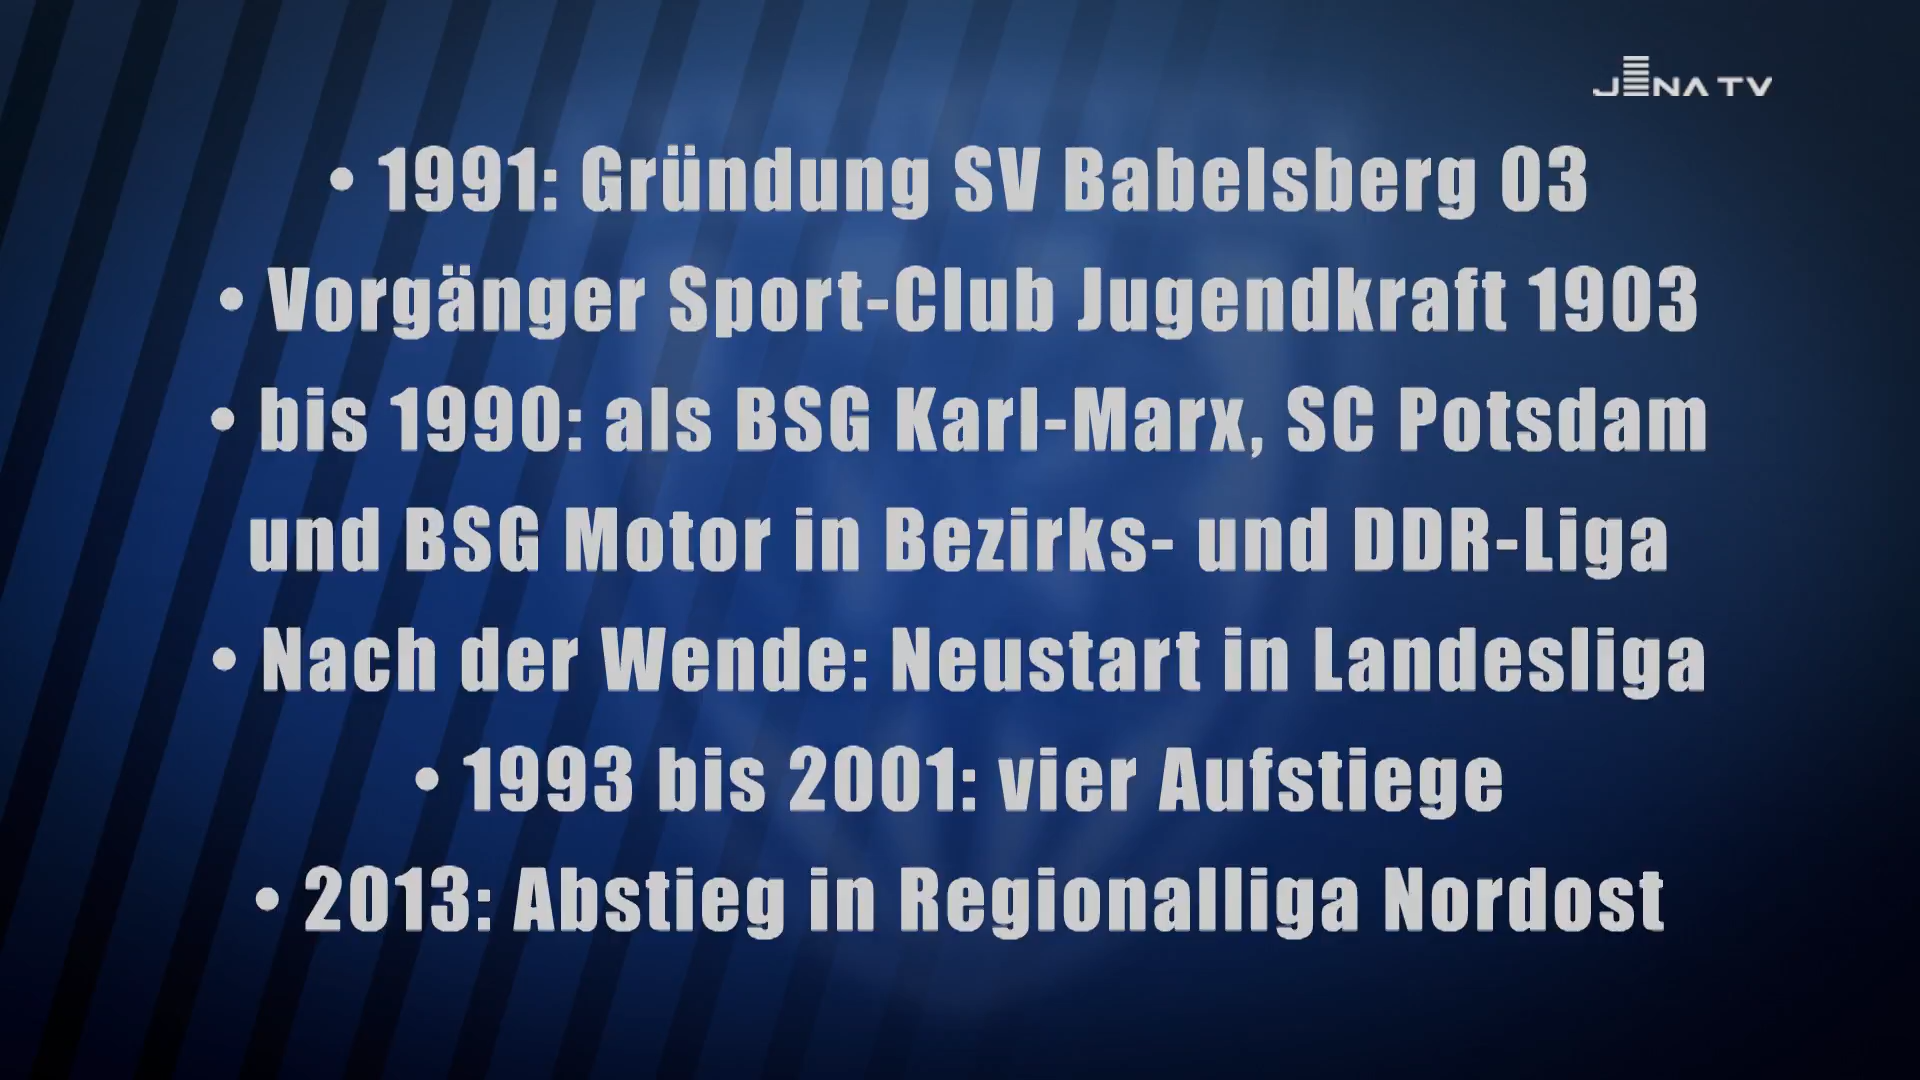 JENA TV
• 1991: Gründung SV Babelsberg 03
• Vorgänger Sport-Club Jugendkraft 1903
• bis 1990: als BSG Karl-Marx, SC Potsdam
und BSG Motor in Bezirks- und DDR-Liga
• Nach der Wende: Neustart in Landesliga
• 1993 bis 2001: vier Aufstiege
• 2013: Abstieg in Regionalliga Nordost